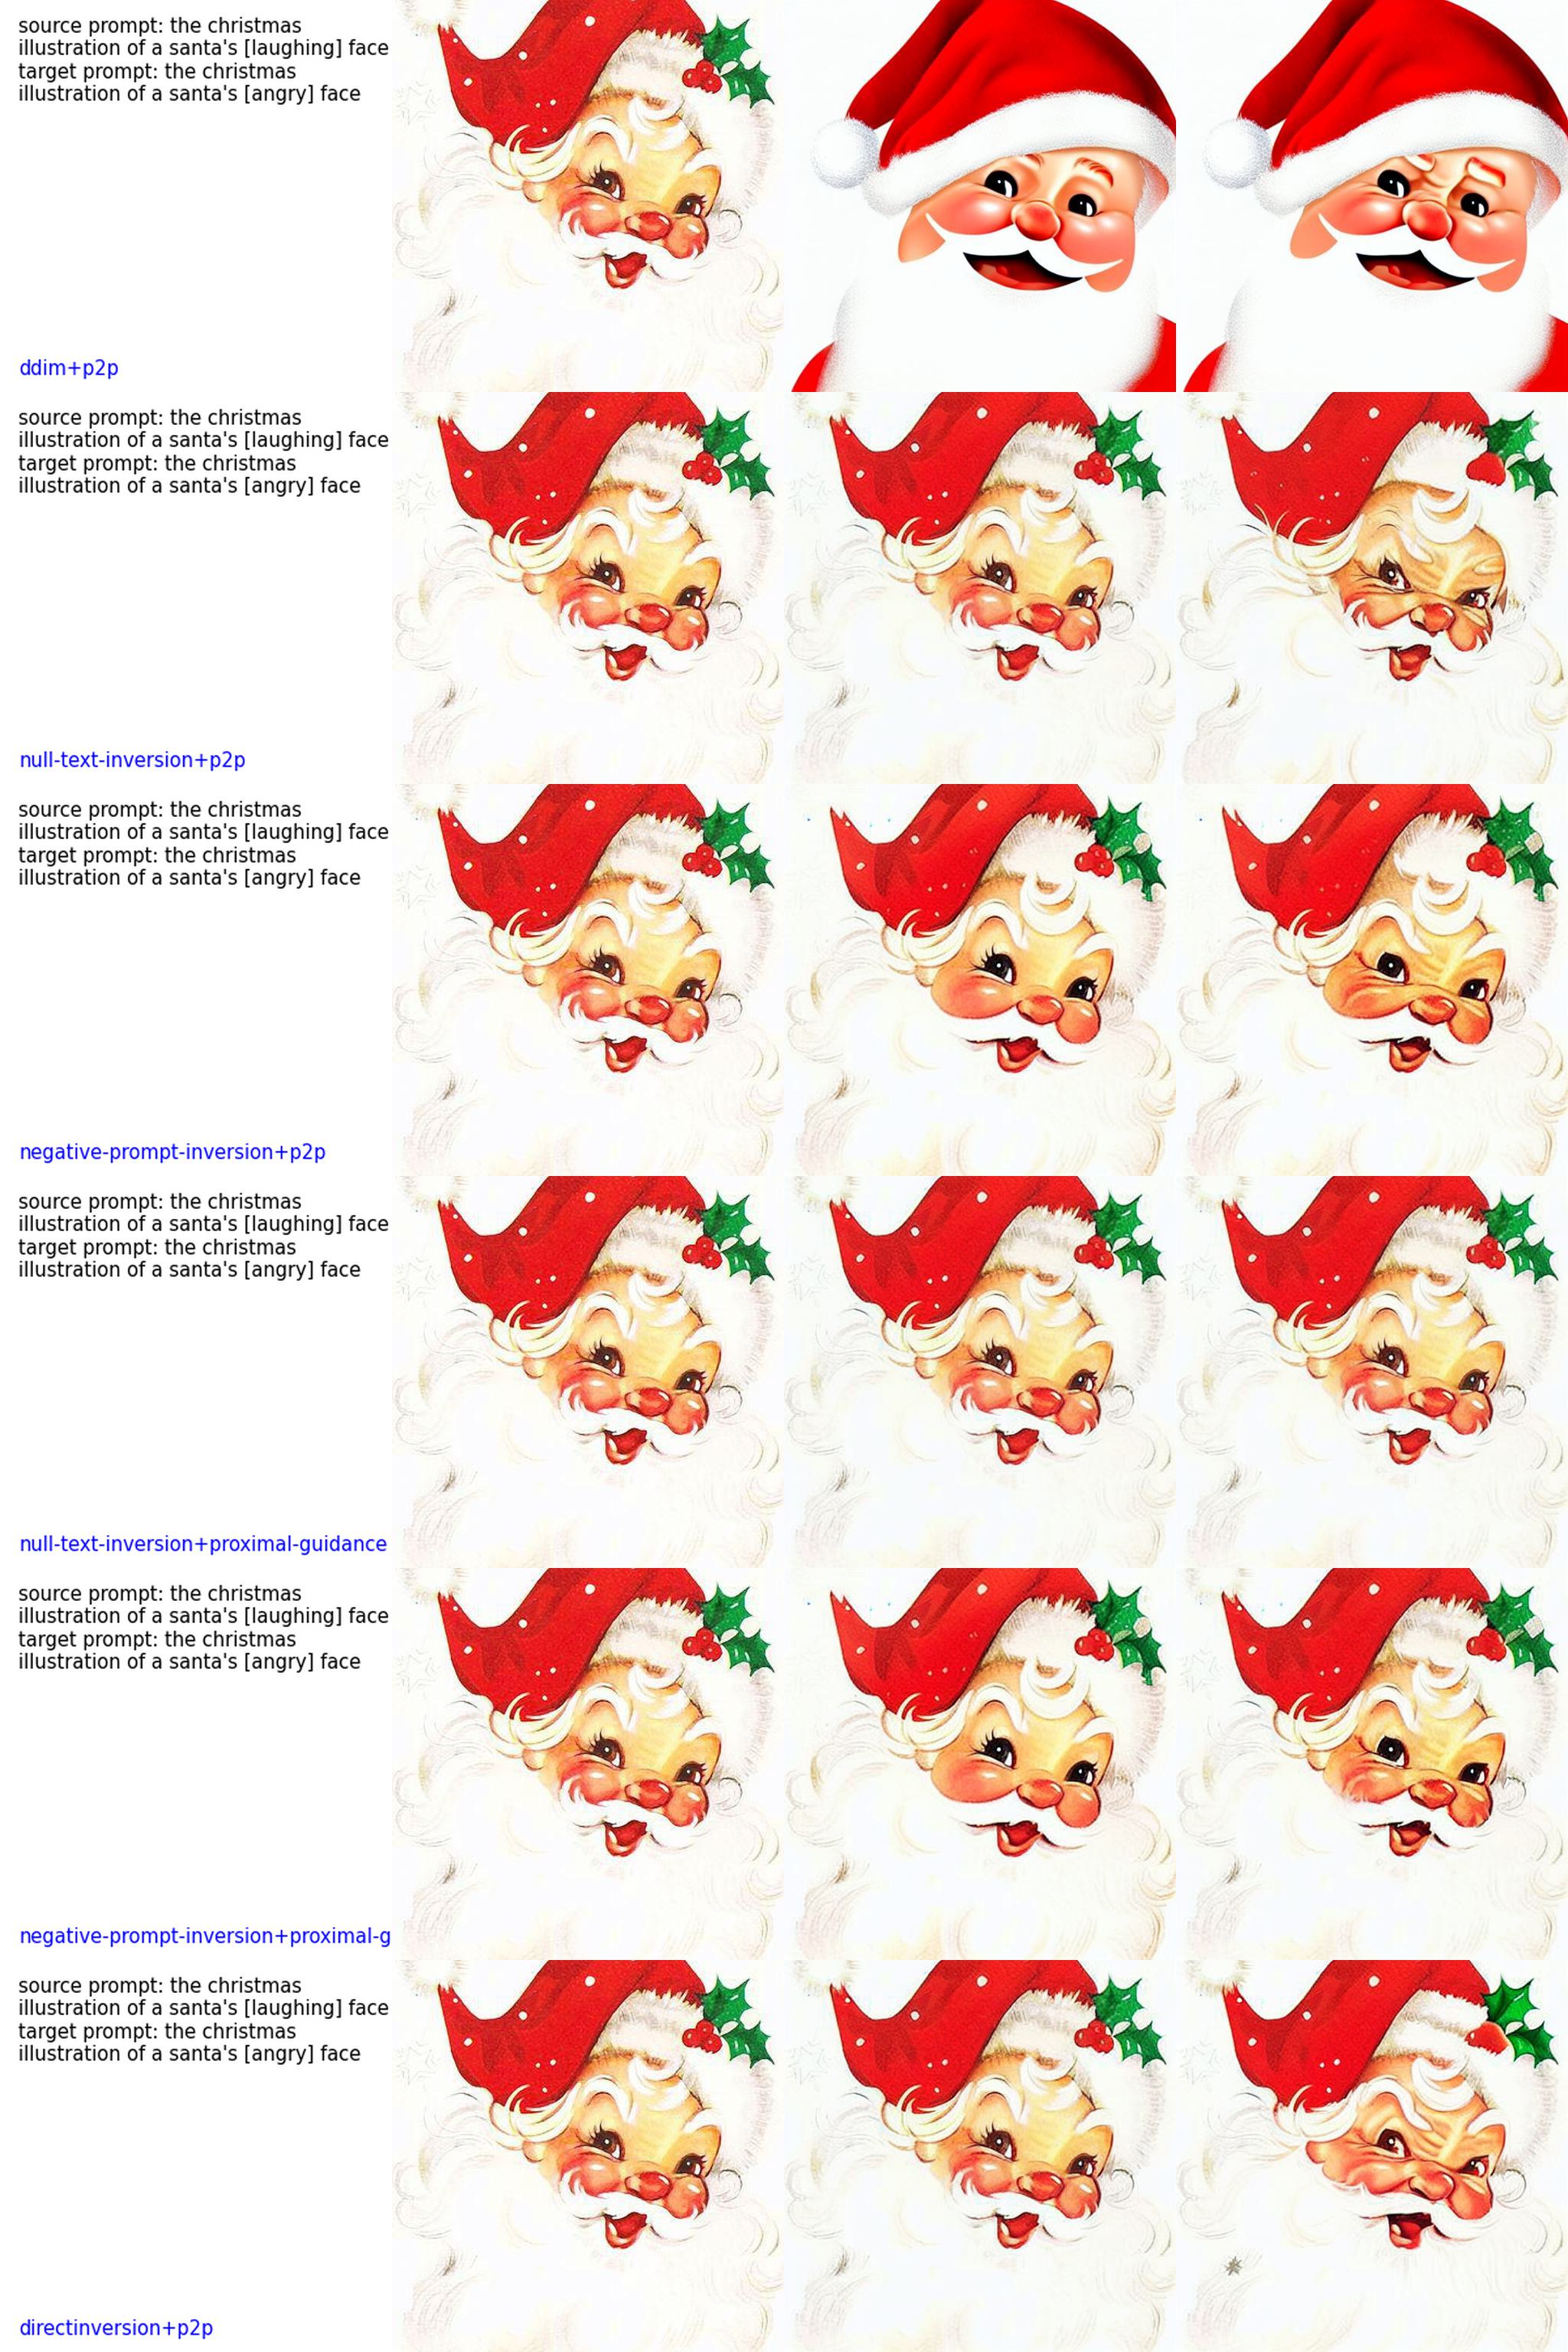 source prompt: the christmas
illustration of a santa's [laughing] face
target prompt: the christmas
illustration of a santa's [angry] face
ddim+p2p
source prompt: the christmas
illustration of a santa's [laughing] face
target prompt: the christmas
illustration of a santa's [angry] face
null-text-inversion+p2p
source prompt: the christmas
illustration of a santa's [laughing] face
target prompt: the christmas
illustration of a santa's [angry] face
negative-prompt-inversion+p2p
source prompt: the christmas
illustration of a santa's [laughing] face
target prompt: the christmas
illustration of a santa's [angry] face
null-text-inversion+proximal-guidance
source prompt: the christmas
illustration of a santa's [laughing] face
target prompt: the christmas
illustration of a santa's [angry] face
negative-prompt-inversion+proximal-g
source prompt: the christmas
illustration of a santa's [laughing] face
target prompt: the christmas
illustration of a santa's [angry] face
directinversion+p2p